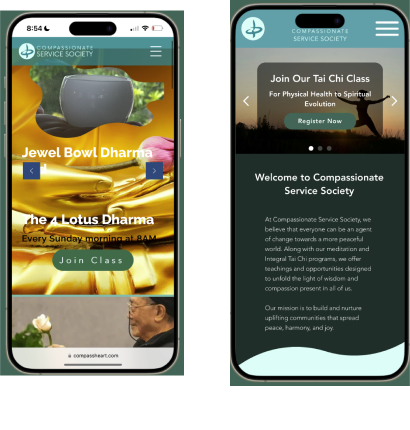 8:54
COMPASSIONATE
SERVICE SOCIETY
Jewel Bowl Dharma
The 4 Lotus Dharma
Every Sunday morning at 8AM
Join Class
compassheart.com
COMPASSIONATE
SERVICE SOCIETY
Join Our Tai Chi Class
For Physical Health to Spiritual
Evolution
Register Now
Welcome to Compassionate
Service Society
At Compassionate Service Society, we
believe that everyone can be an agent
of change towards a more peaceful
world. Along with our meditation and
Integral Tai Chi programs, we offer
teachings and opportunities designed
to unfold the light of wisdom and
compassion present in all of us.
Our mission is to build and nurture
uplifting communities that spread
peace, harmony, and joy.